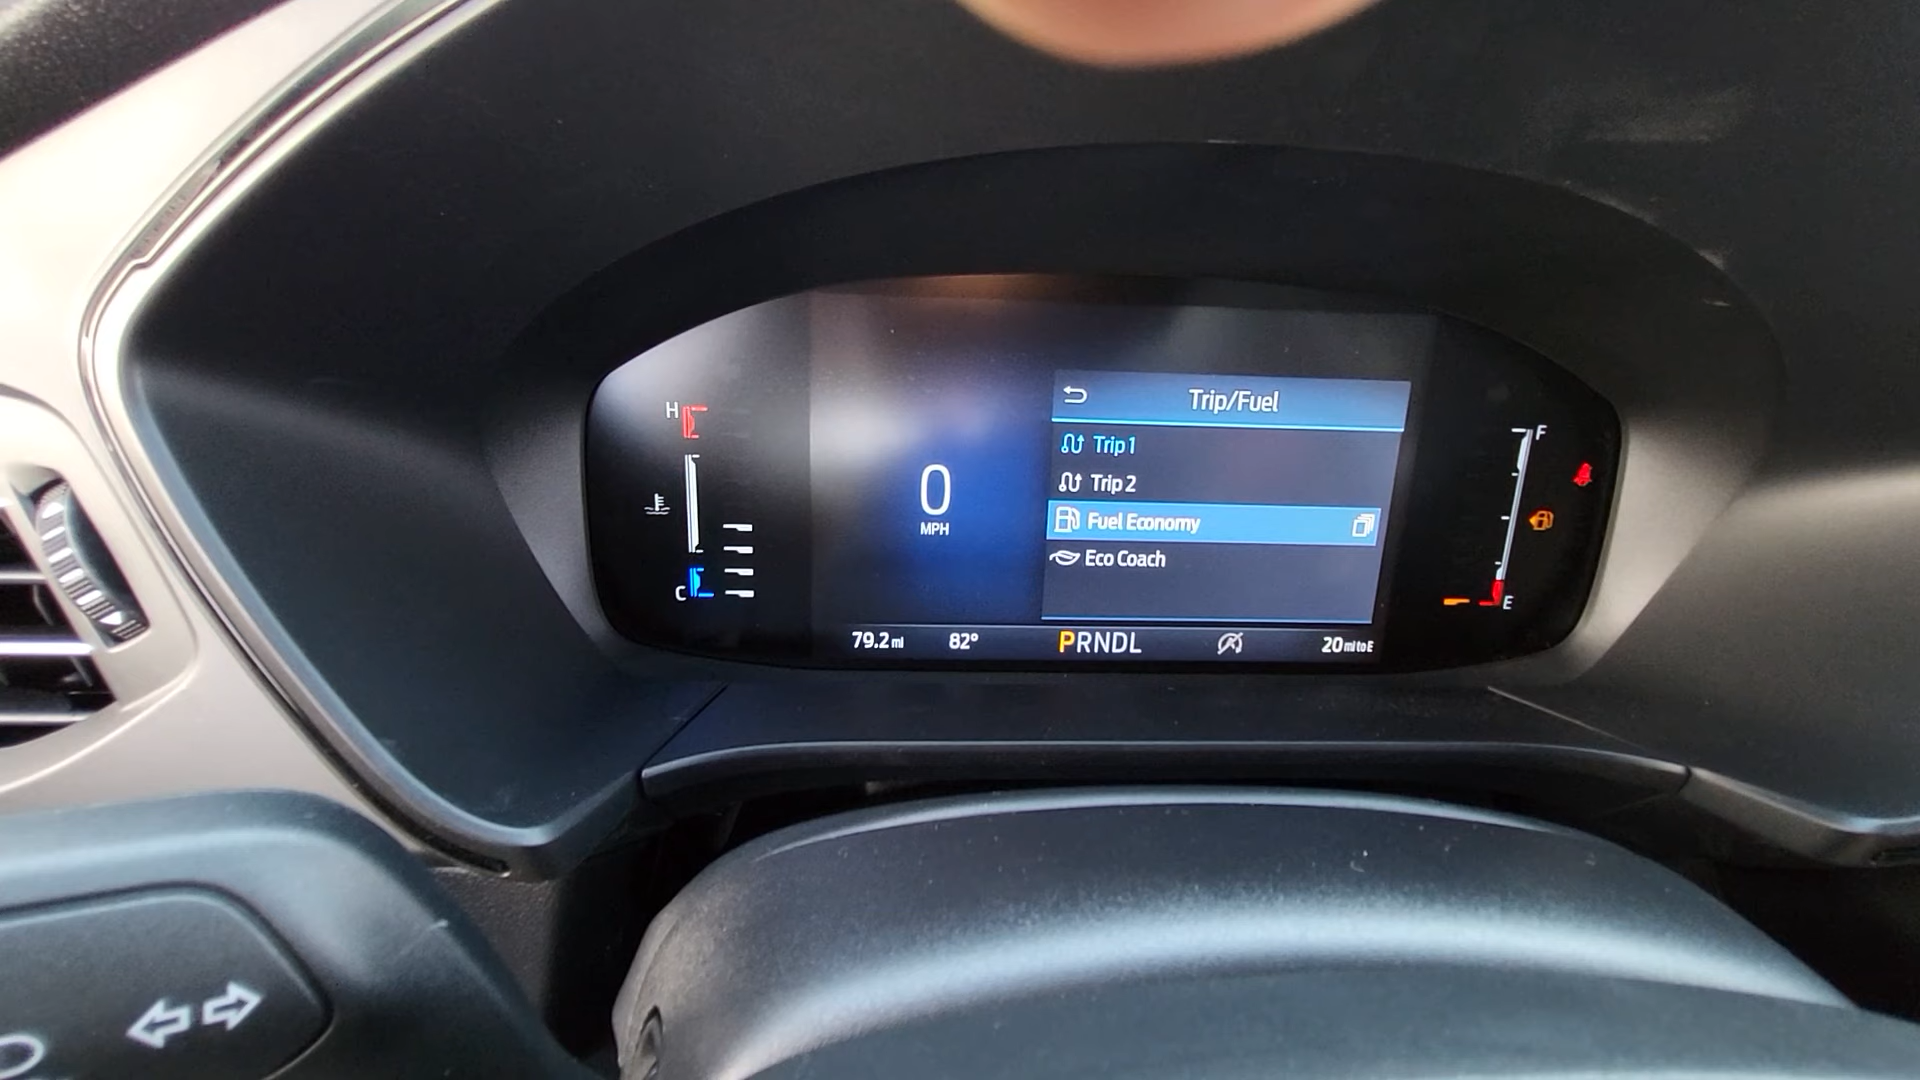 H
C
0
MPH
Trip/Fuel
Trip 1
Trip 2
Fuel Economy
Eco Coach
79.2 mi 82° PRNDL 20 mi to E
F
E